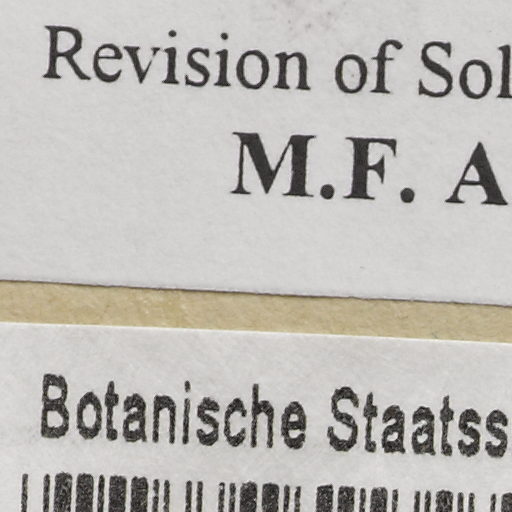 Revision of Sol
M.F. A
Botanische Staatss